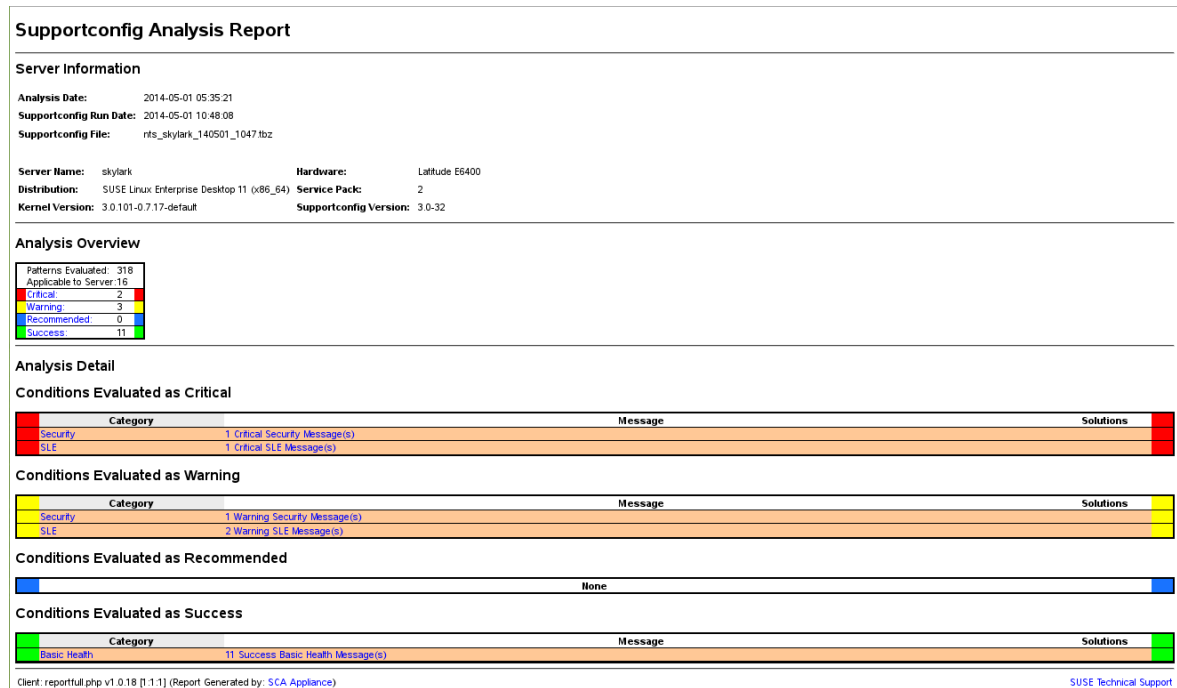 Supportconfig Analysis Report
Server Information
Analysis Date: 2014-05-01 05:35:21
Supportconfig Run Date: 2014-05-01 10:48:08
Supportconfig File: nts_skylark_140501_1047.tbz
Server Name: skylark Hardware: Latitude E6400
Distribution: SUSE Linux Enterprise Desktop 11 (x86_64) Service Pack: 2
Kernel Version: 3.0.101-0.7.17-default Supportconfig Version: 3.0-32
Analysis Overview
Patterns Evaluated: 318
Applicable to Server: 16
Critical: 2
Warning: 3
Recommended: 0
Success: 11
Analysis Detail
Conditions Evaluated as Critical
Category Message Solutions
Security 1 Critical Security Message(s)
SLE 1 Critical SLE Message(s)
Conditions Evaluated as Warning
Category Message Solutions
Security 1 Warning Security Message(s)
SLE 2 Warning SLE Message(s)
Conditions Evaluated as Recommended
None
Conditions Evaluated as Success
Category Message Solutions
Basic Health 11 Success Basic Health Message(s)
Client: reportfull.php v1.0.18 [1:1:1] (Report Generated by: SCA Appliance) SUSE Technical Support